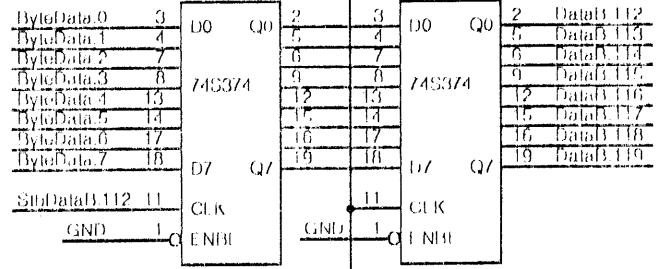 ByteData.0 3 D0 Q0 2 3 D0 Q0 2 DataB.112
ByteData.1 4 5 4 5 DataB.113
ByteData.2 7 6 7 6 DataB.114
ByteData.3 8 74S374 9 8 74S374 9 DataB.115
ByteData.4 13 12 13 12 DataB.116
ByteData.5 14 15 14 15 DataB.117
ByteData.6 17 16 17 16 DataB.118
ByteData.7 18 D7 Q7 19 18 D7 Q7 19 DataB.119
StbDataB.112 11 CLK 11 CLK
GND 1 ENBL GND 1 ENBL